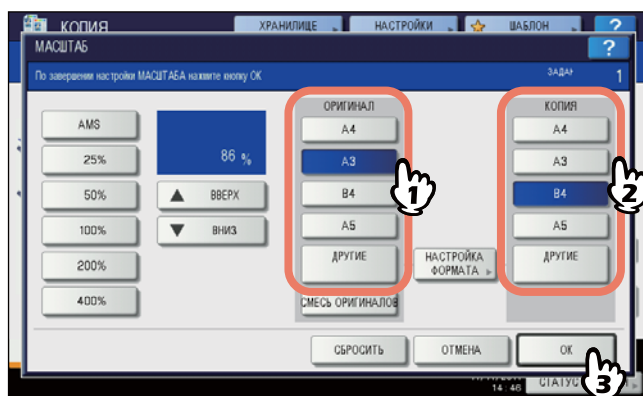 КОПИЯ ХРАНИЛИЩЕ НАСТРОЙКИ ШАБЛОН ?
МАСШТАБ ?
По завершении настройки МАСШТАБА нажмите кнопку ОК ЗАДАН 1
AMS
25%
50%
100%
200%
400%
86 %
ВВЕРХ
ВНИЗ
ОРИГИНАЛ
A4
A3
B4
A5
ДРУГИЕ
СМЕСЬ ОРИГИНАЛОВ
НАСТРОЙКА
ФОРМАТА
КОПИЯ
A4
A3
B4
A5
ДРУГИЕ
1
2
СБРОСИТЬ ОТМЕНА OK
3
14:46 СТАТУС